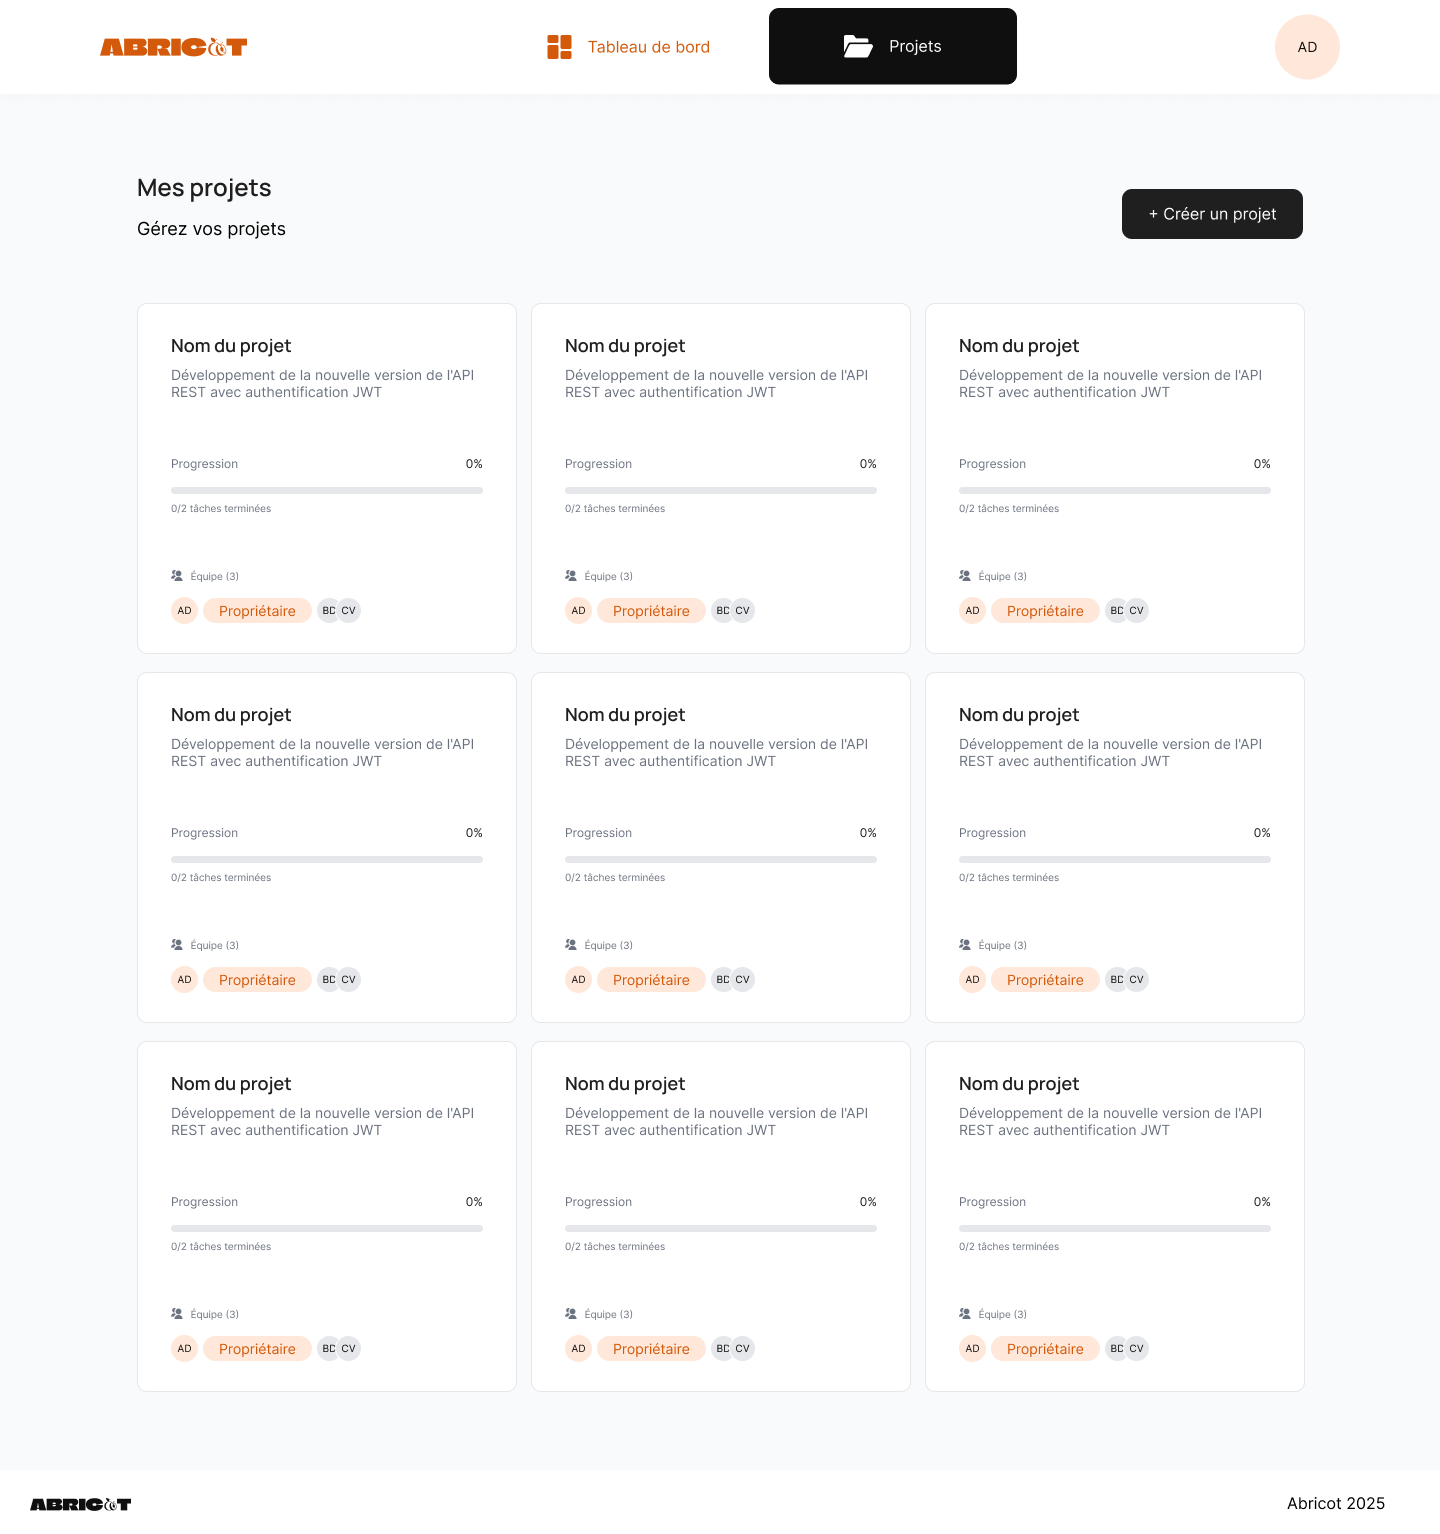 ABRICOT
Tableau de bord
Projets
AD
Mes projets
Gérez vos projets
+ Créer un projet
Nom du projet
Développement de la nouvelle version de l'API
REST avec authentification JWT
Progression 0%
0/2 tâches terminées
Équipe (3)
AD Propriétaire BD CV
Nom du projet
Développement de la nouvelle version de l'API
REST avec authentification JWT
Progression 0%
0/2 tâches terminées
Équipe (3)
AD Propriétaire BD CV
Nom du projet
Développement de la nouvelle version de l'API
REST avec authentification JWT
Progression 0%
0/2 tâches terminées
Équipe (3)
AD Propriétaire BD CV
Nom du projet
Développement de la nouvelle version de l'API
REST avec authentification JWT
Progression 0%
0/2 tâches terminées
Équipe (3)
AD Propriétaire BD CV
Nom du projet
Développement de la nouvelle version de l'API
REST avec authentification JWT
Progression 0%
0/2 tâches terminées
Équipe (3)
AD Propriétaire BD CV
Nom du projet
Développement de la nouvelle version de l'API
REST avec authentification JWT
Progression 0%
0/2 tâches terminées
Équipe (3)
AD Propriétaire BD CV
Nom du projet
Développement de la nouvelle version de l'API
REST avec authentification JWT
Progression 0%
0/2 tâches terminées
Équipe (3)
AD Propriétaire BD CV
Nom du projet
Développement de la nouvelle version de l'API
REST avec authentification JWT
Progression 0%
0/2 tâches terminées
Équipe (3)
AD Propriétaire BD CV
Nom du projet
Développement de la nouvelle version de l'API
REST avec authentification JWT
Progression 0%
0/2 tâches terminées
Équipe (3)
AD Propriétaire BD CV
ABRICOT
Abricot 2025